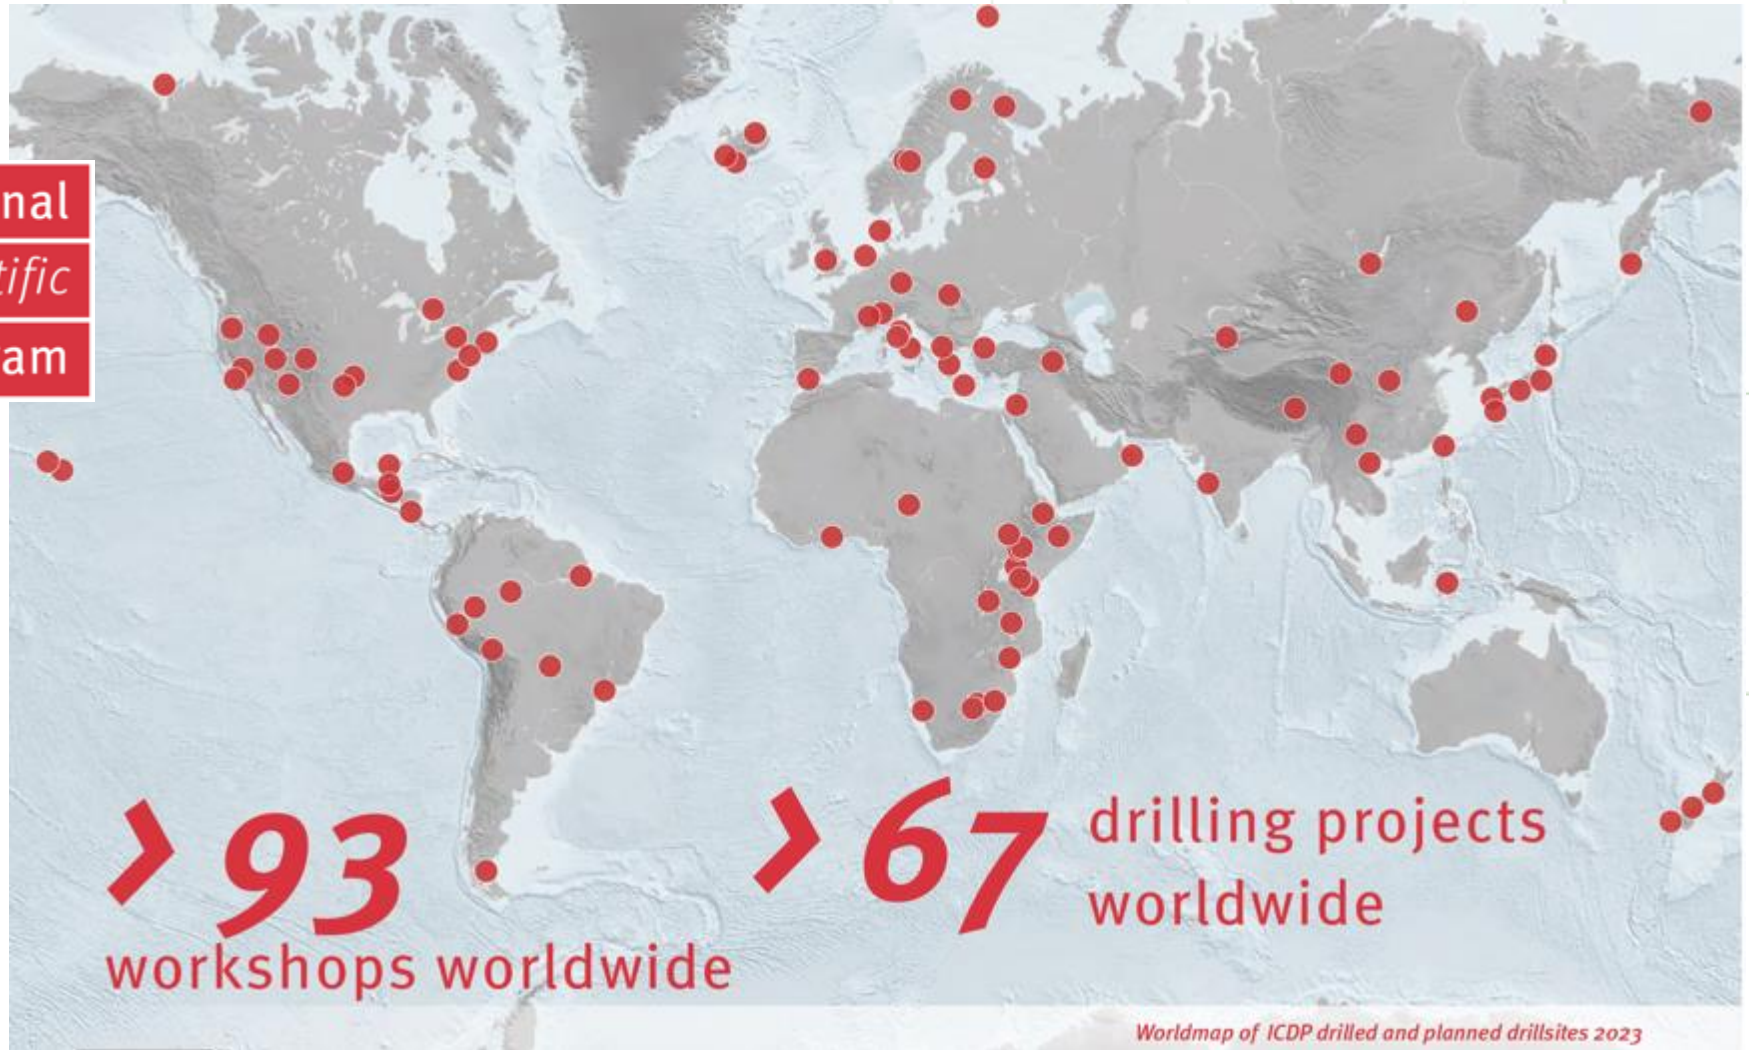 nal
tific
am
> 93
workshops worldwide
> 67
drilling projects
worldwide
Worldmap of ICDP drilled and planned drillsites 2023